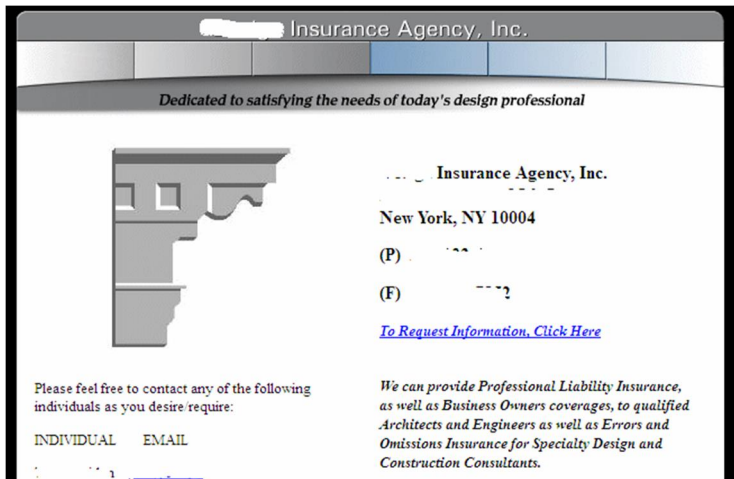 Insurance Agency, Inc.
Dedicated to satisfying the needs of today's design professional
Insurance Agency, Inc.
New York, NY 10004
(P)
(F)
To Request Information, Click Here
Please feel free to contact any of the following
individuals as you desire/require:
INDIVIDUAL EMAIL
We can provide Professional Liability Insurance,
as well as Business Owners coverages, to qualified
Architects and Engineers as well as Errors and
Omissions Insurance for Specialty Design and
Construction Consultants.